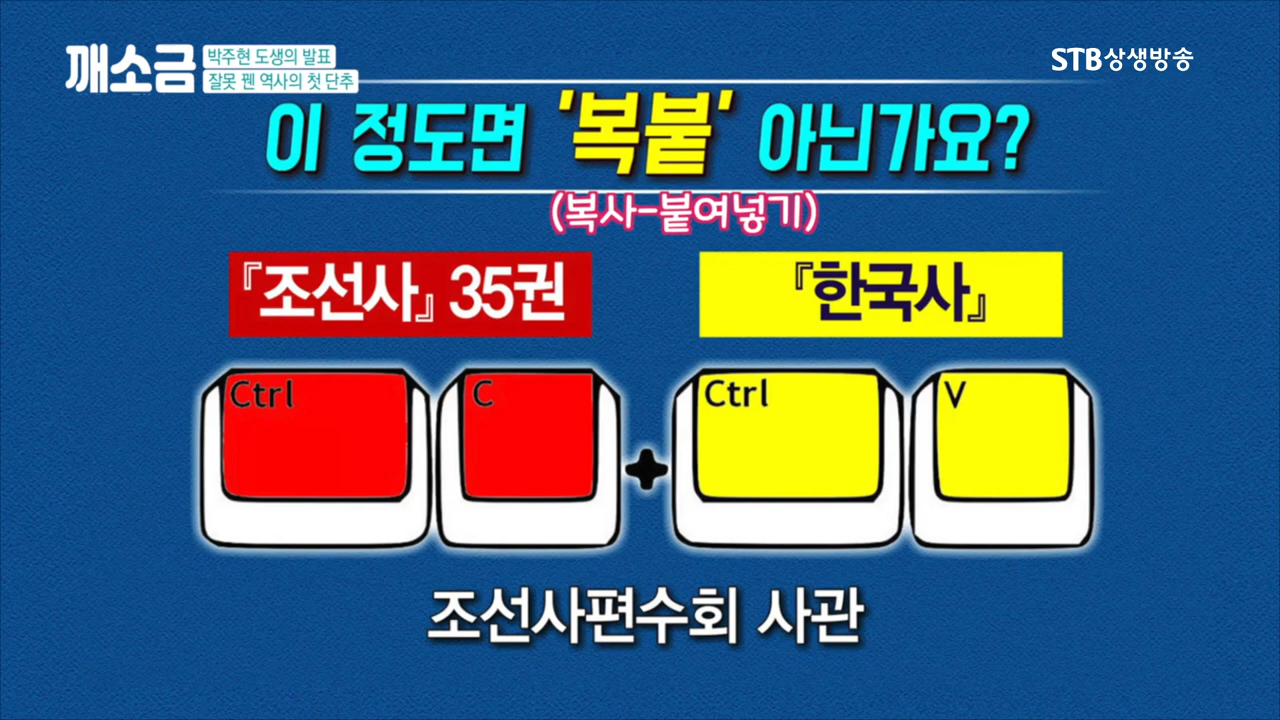 깨소금
박주현 도생의 발표
잘못 뀐 역사의 첫 단추
STB상생방송
이 정도면 '복붙' 아닌가요?
(복사-붙여넣기)
『조선사』 35권
『한국사』
Ctrl C Ctrl V
조선사편수회 사관